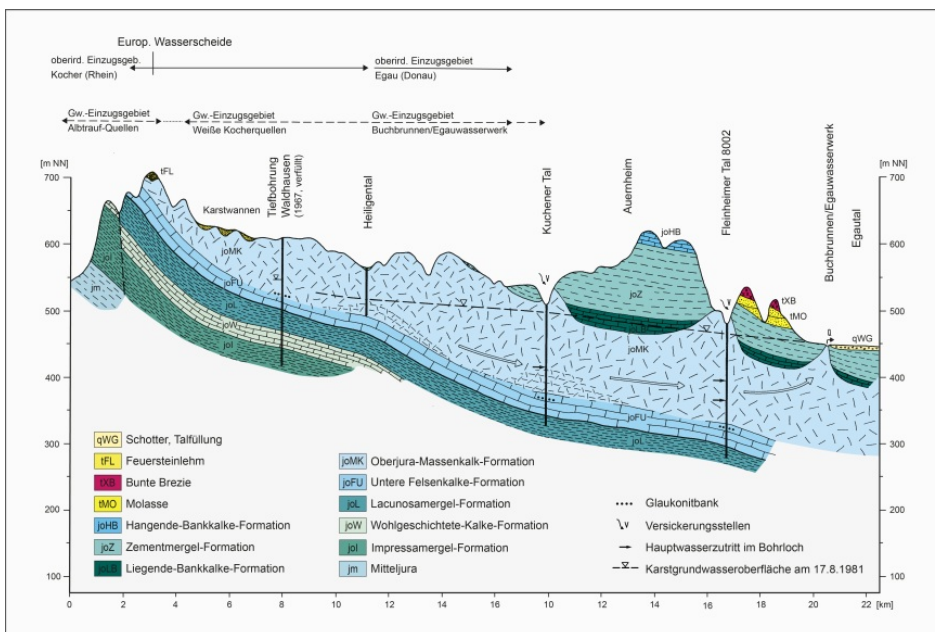 Europ. Wasserscheide
oberird. Einzugsgeb.
Kocher (Rhein)
oberird. Einzugsgebiet
Egau (Donau)
Gw.-Einzugsgebiet
Albtrauf-Quellen
Gw.-Einzugsgebiet
Weiße Kocherquellen
Gw.-Einzugsgebiet
Buchbrunnen/Egauwasserwerk
[m NN]
700
600
500
400
300
200
100
tFL
Karstwannen
Tiefbohrung
Waldhausen
(1967, verfüllt)
Heiligental
Kuchener Tal
Auernheim
Fleinheimer Tal 8002
Buchbrunnen/Egauwasserwerk
Egautal
[m NN]
700
600
500
400
300
200
100
joI
jm
joMK
joFU
joL
joW
joI
joHB
joZ
joMK
joFU
joL
tXB
tMO
qWG
qWG Schotter, Talfüllung
tFL Feuersteinlehm
tXB Bunte Brezie
tMO Molasse
joHB Hangende-Bankkalke-Formation
joZ Zementmergel-Formation
joLB Liegende-Bankkalke-Formation
joMK Oberjura-Massenkalk-Formation
joFU Untere Felsenkalke-Formation
joL Lacunosamergel-Formation
joW Wohlgeschichtete-Kalke-Formation
joI Impressamergel-Formation
jm Mitteljura
Glaukonitbank
Versickerungsstellen
Hauptwasserzutritt im Bohrloch
Karstgrundwasseroberfläche am 17.8.1981
0 2 4 6 8 10 12 14 16 18 20 22 [km]